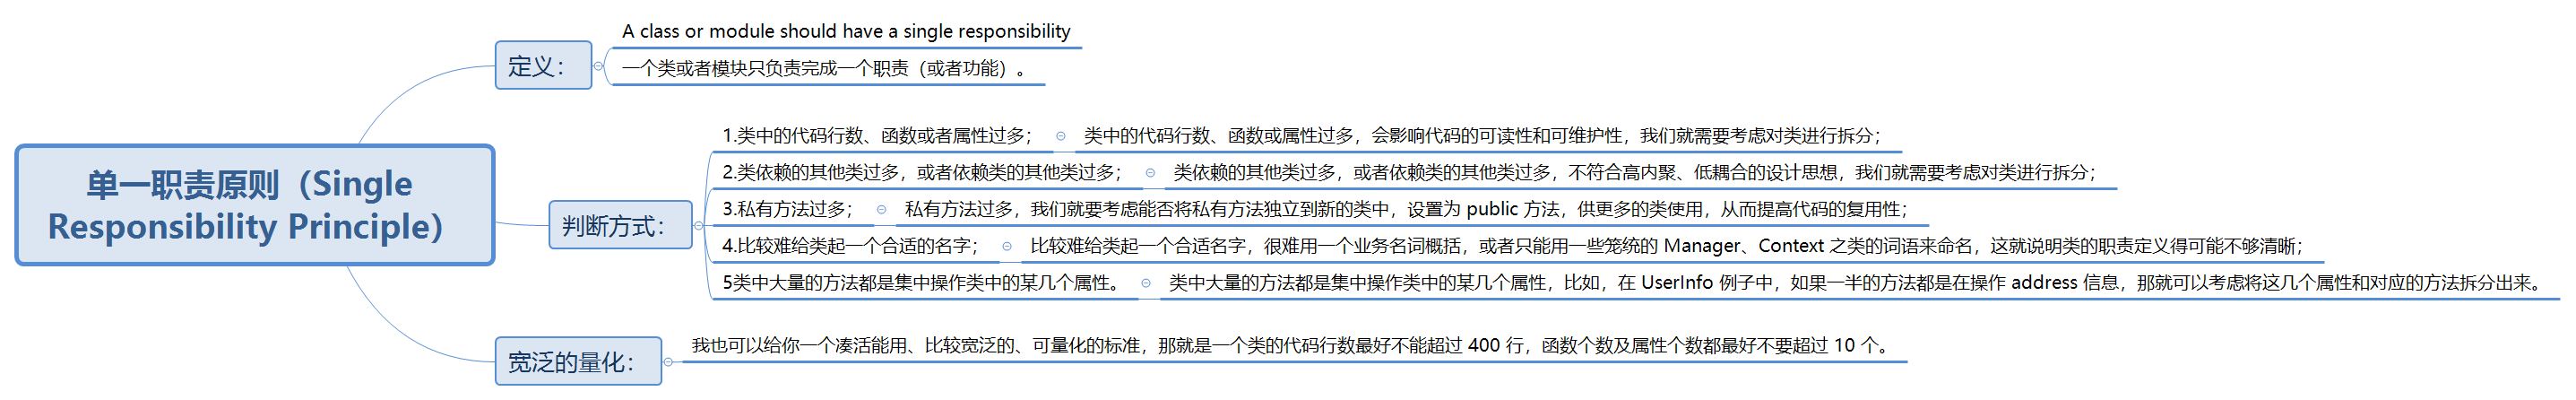 单一职责原则（Single
Responsibility Principle）
定义：
A class or module should have a single responsibility
一个类或者模块只负责完成一个职责（或者功能）。
判断方式：
1.类中的代码行数、函数或者属性过多；
类中的代码行数、函数或属性过多，会影响代码的可读性和可维护性，我们就需要考虑对类进行拆分；
2.类依赖的其他类过多，或者依赖类的其他类过多；
类依赖的其他类过多，或者依赖类的其他类过多，不符合高内聚、低耦合的设计思想，我们就需要考虑对类进行拆分；
3.私有方法过多；
私有方法过多，我们就要考虑能否将私有方法独立到新的类中，设置为 public 方法，供更多的类使用，从而提高代码的复用性；
4.比较难给类起一个合适的名字；
比较难给类起一个合适名字，很难用一个业务名词概括，或者只能用一些笼统的 Manager、Context 之类的词语来命名，这就说明类的职责定义得可能不够清晰；
5类中大量的方法都是集中操作类中的某几个属性。
类中大量的方法都是集中操作类中的某几个属性，比如，在 UserInfo 例子中，如果一半的方法都是在操作 address 信息，那就可以考虑将这几个属性和对应的方法拆分出来。
宽泛的量化：
我也可以给你一个凑活能用、比较宽泛的、可量化的标准，那就是一个类的代码行数最好不能超过 400 行，函数个数及属性个数都最好不要超过 10 个。